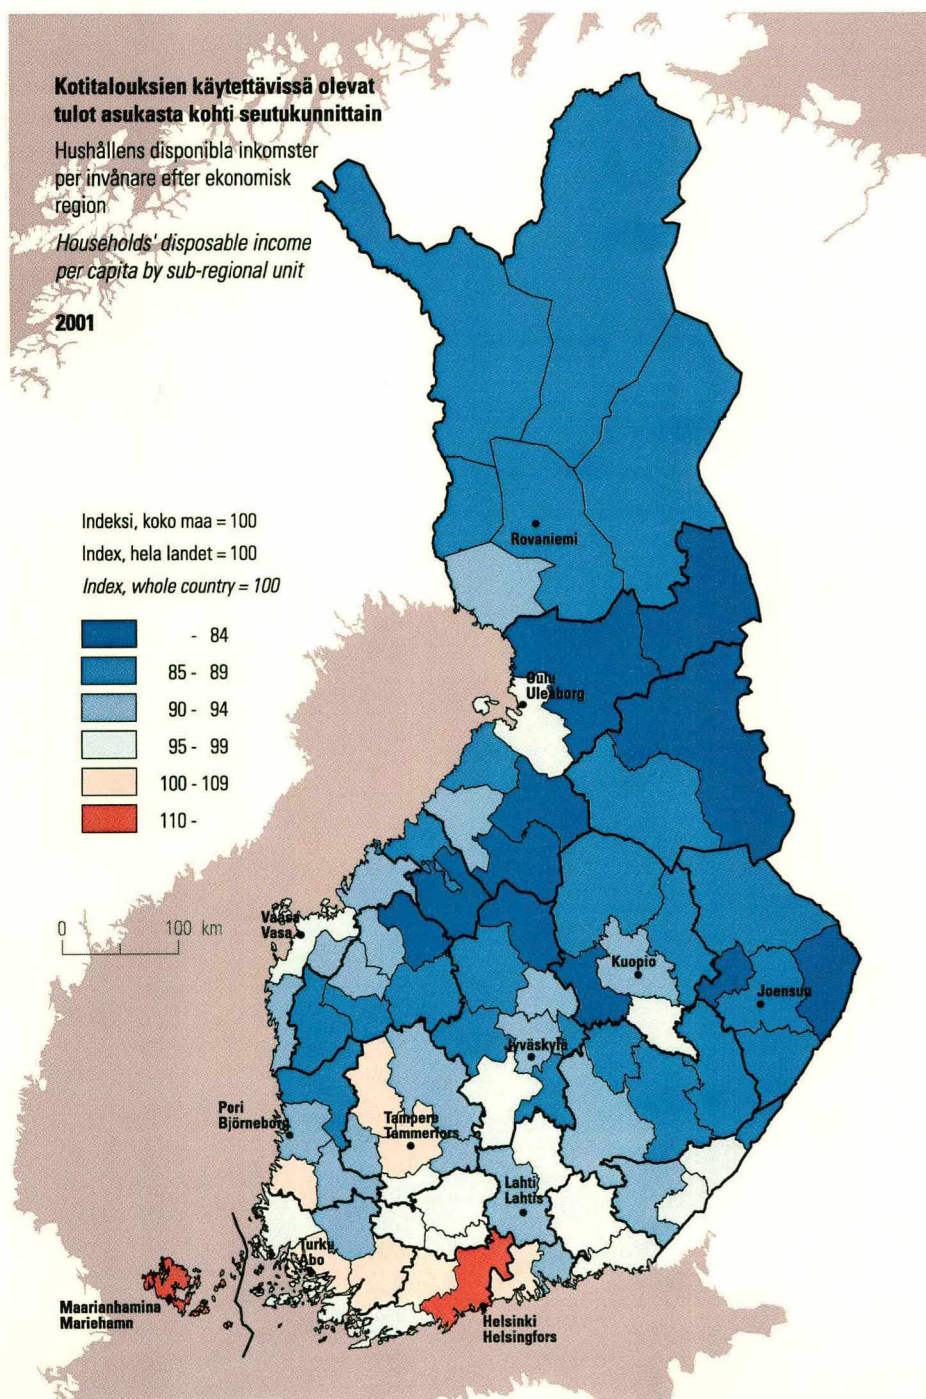 Kotitalouksien käytettävissä olevat
tulot asukasta kohti seutukunnittain
Hushållens disponibla inkomster
per invånare efter ekonomisk
region
Households' disposable income
per capita by sub-regional unit
2001
Indeksi, koko maa = 100
Index, hela landet = 100
Index, whole country = 100
- 84
85 - 89
90 - 94
95 - 99
100 - 109
110 -
0 100 km
Rovaniemi
Oulu
Uleåborg
Vaasa
Vasa
Kuopio
Joensuu
Jyväskylä
Pori
Björneborg
Tampere
Tammerfors
Lahti
Lahtis
Turku
Åbo
Maarianhamina
Mariehamn
Helsinki
Helsingfors